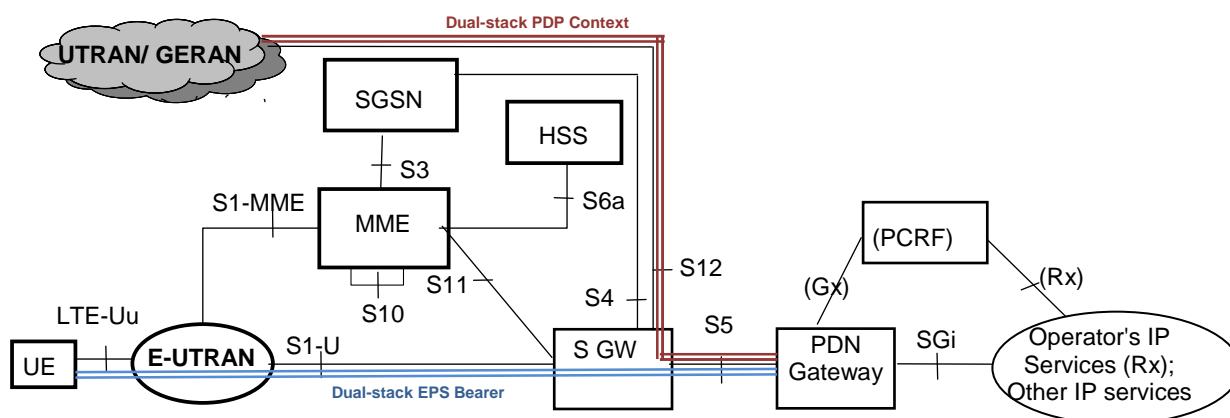 Dual-stack PDP Context
UTRAN/ GERAN
SGSN
HSS
S3
S1-MME
S6a
MME
(PCRF)
S12
S11
(Gx)
(Rx)
S10
S4
LTE-Uu
S5
S1-U
E-UTRAN
UE
S GW
PDN
Gateway
SGi
Operator's IP
Services (Rx);
Other IP services
Dual-stack EPS Bearer